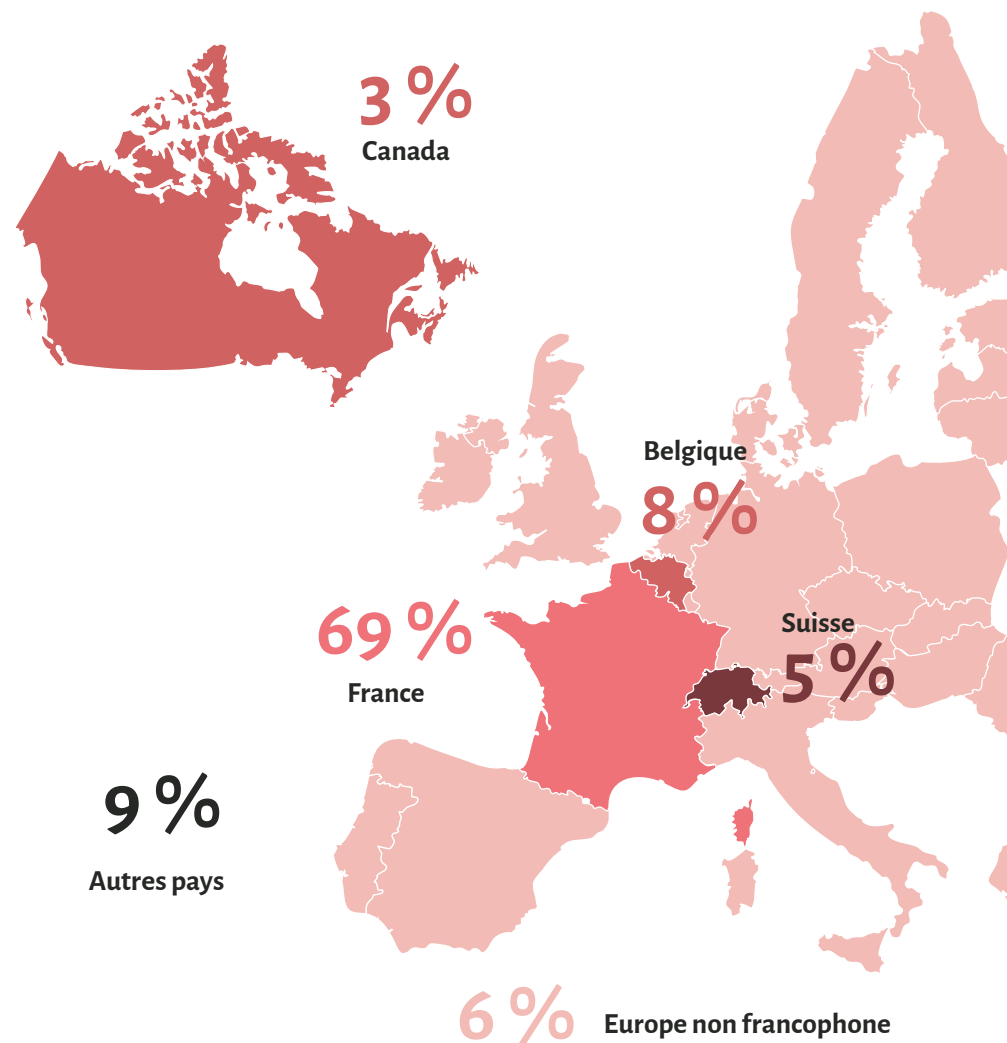 3 %
Canada
Belgique
8 %
69 %
France
Suisse
5 %
9 %
Autres pays
6 %
Europe non francophone